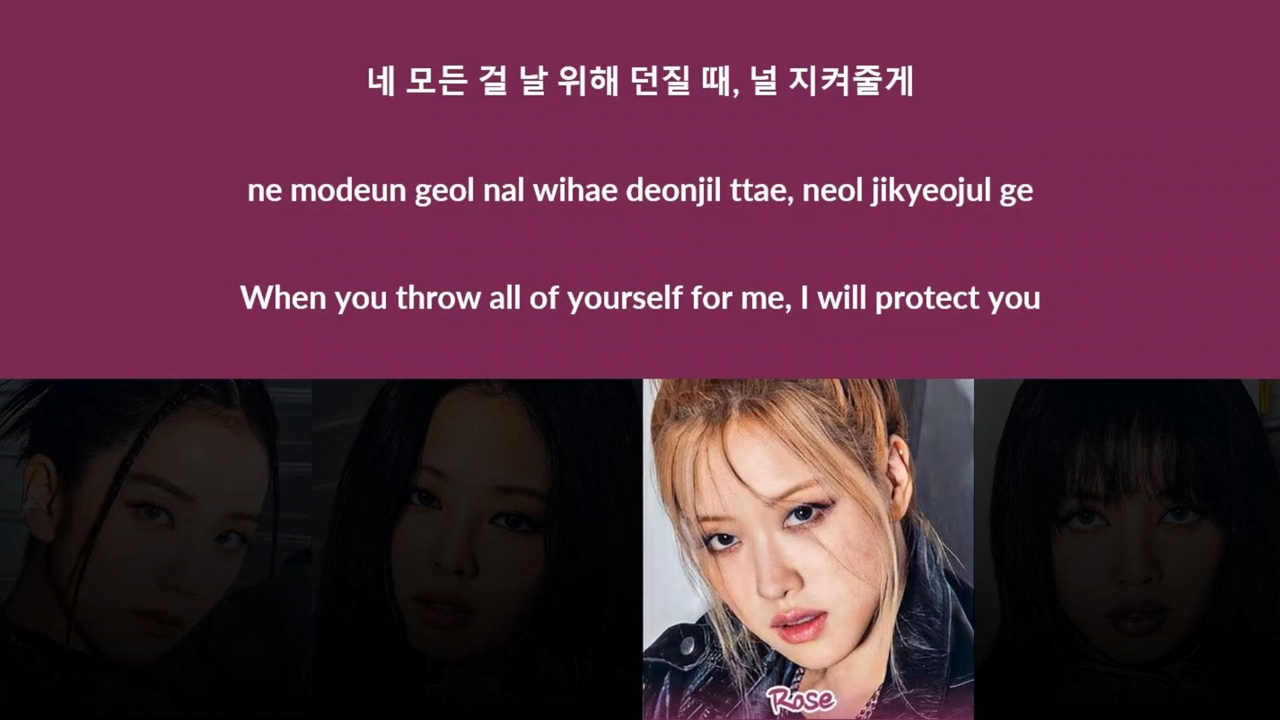 네 모든 걸 날 위해 던질 때, 널 지켜줄게
ne modeun geol nal wihae deonjil ttae, neol jikyeojul ge
When you throw all of yourself for me, I will protect you
Rose